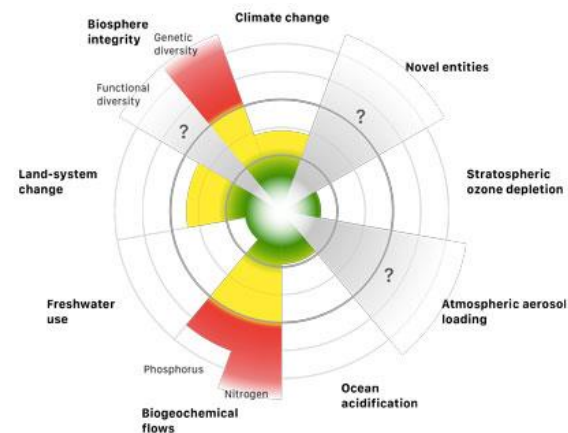 Climate change
Biosphere
integrity
Genetic
diversity
Functional
diversity
?
Novel entities
?
Land-system
change
Stratospheric
ozone depletion
?
Freshwater
use
Atmospheric aerosol
loading
Phosphorus
Nitrogen
Biogeochemical
flows
Ocean
acidification